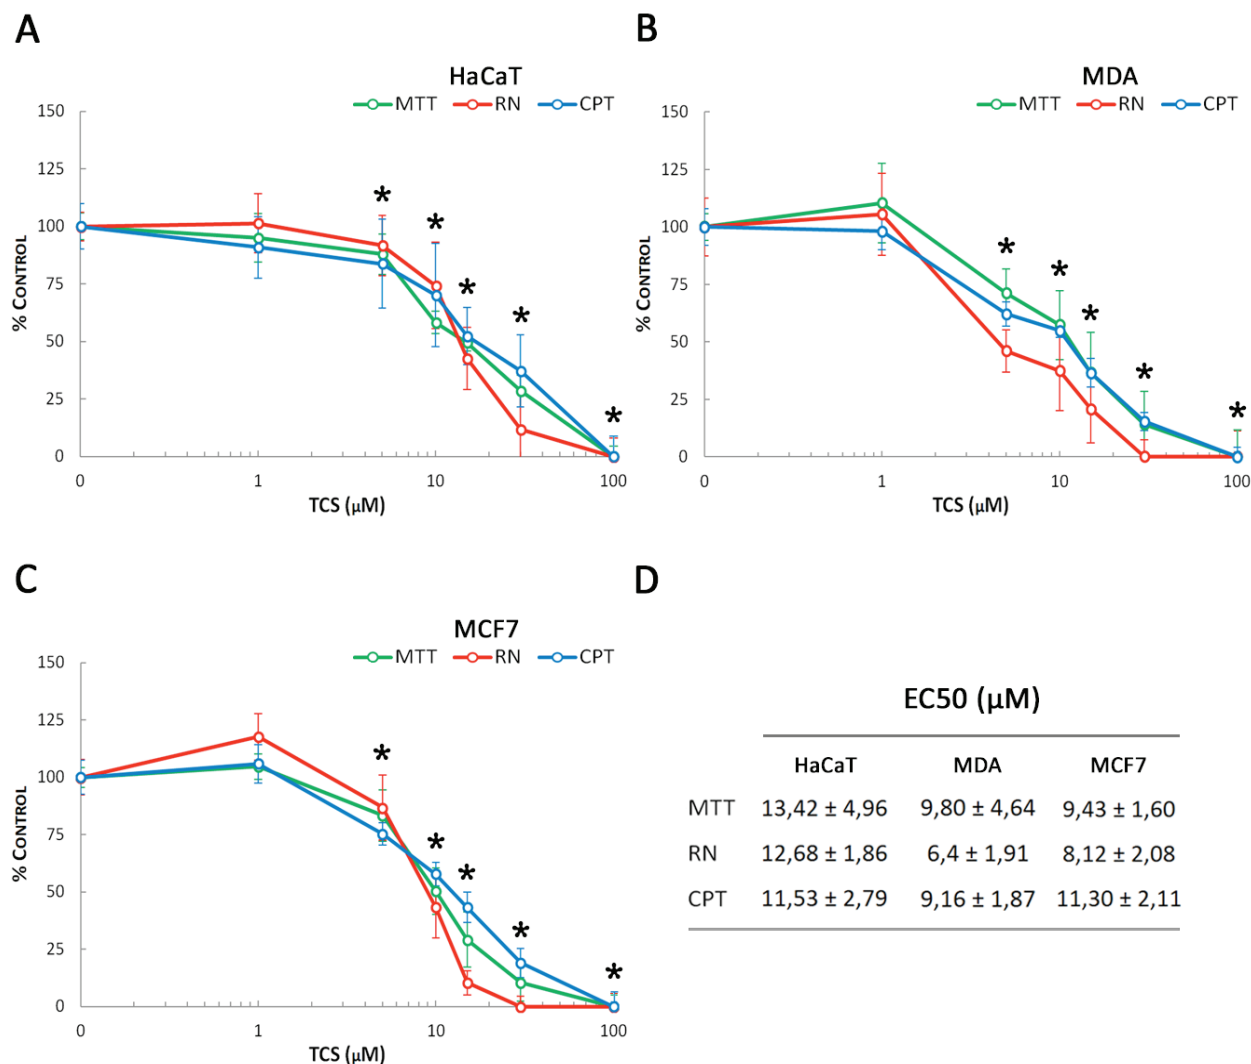 A
HaCaT
MTT RN CPT
150
125
100
75
50
25
0
% CONTROL
* * * * * *
0 1 10 100
TCS (µM)
B
MDA
MTT RN CPT
150
125
100
75
50
25
0
% CONTROL
* * * * *
0 1 10 100
TCS (µM)
C
MCF7
MTT RN CPT
150
125
100
75
50
25
0
% CONTROL
* * * * *
0 1 10 100
TCS (µM)
D
EC50 (µM)
HaCaT MDA MCF7
MTT 13,42 ± 4,96 9,80 ± 4,64 9,43 ± 1,60
RN 12,68 ± 1,86 6,4 ± 1,91 8,12 ± 2,08
CPT 11,53 ± 2,79 9,16 ± 1,87 11,30 ± 2,11